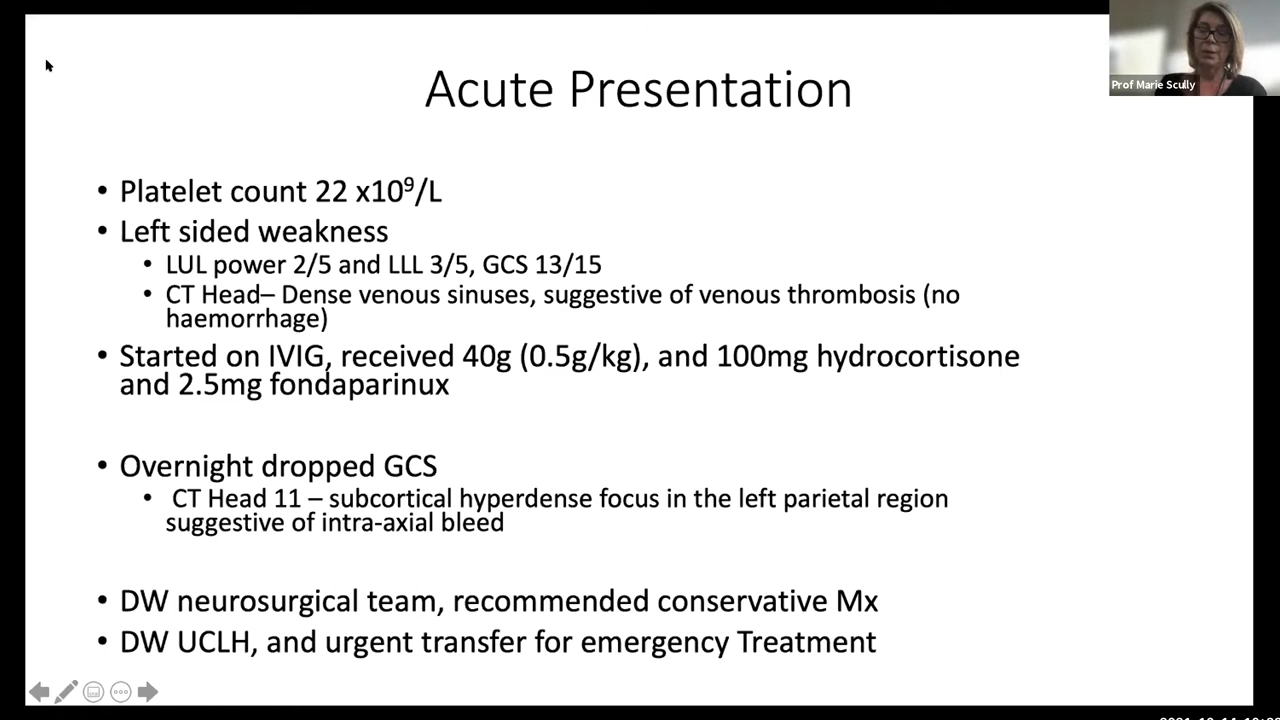 Prof Marie Scully
Acute Presentation
• Platelet count 22 x10⁹/L
• Left sided weakness
• LUL power 2/5 and LLL 3/5, GCS 13/15
• CT Head– Dense venous sinuses, suggestive of venous thrombosis (no
haemorrhage)
• Started on IVIG, received 40g (0.5g/kg), and 100mg hydrocortisone
and 2.5mg fondaparinux
• Overnight dropped GCS
• CT Head 11 – subcortical hyperdense focus in the left parietal region
suggestive of intra-axial bleed
• DW neurosurgical team, recommended conservative Mx
• DW UCLH, and urgent transfer for emergency Treatment